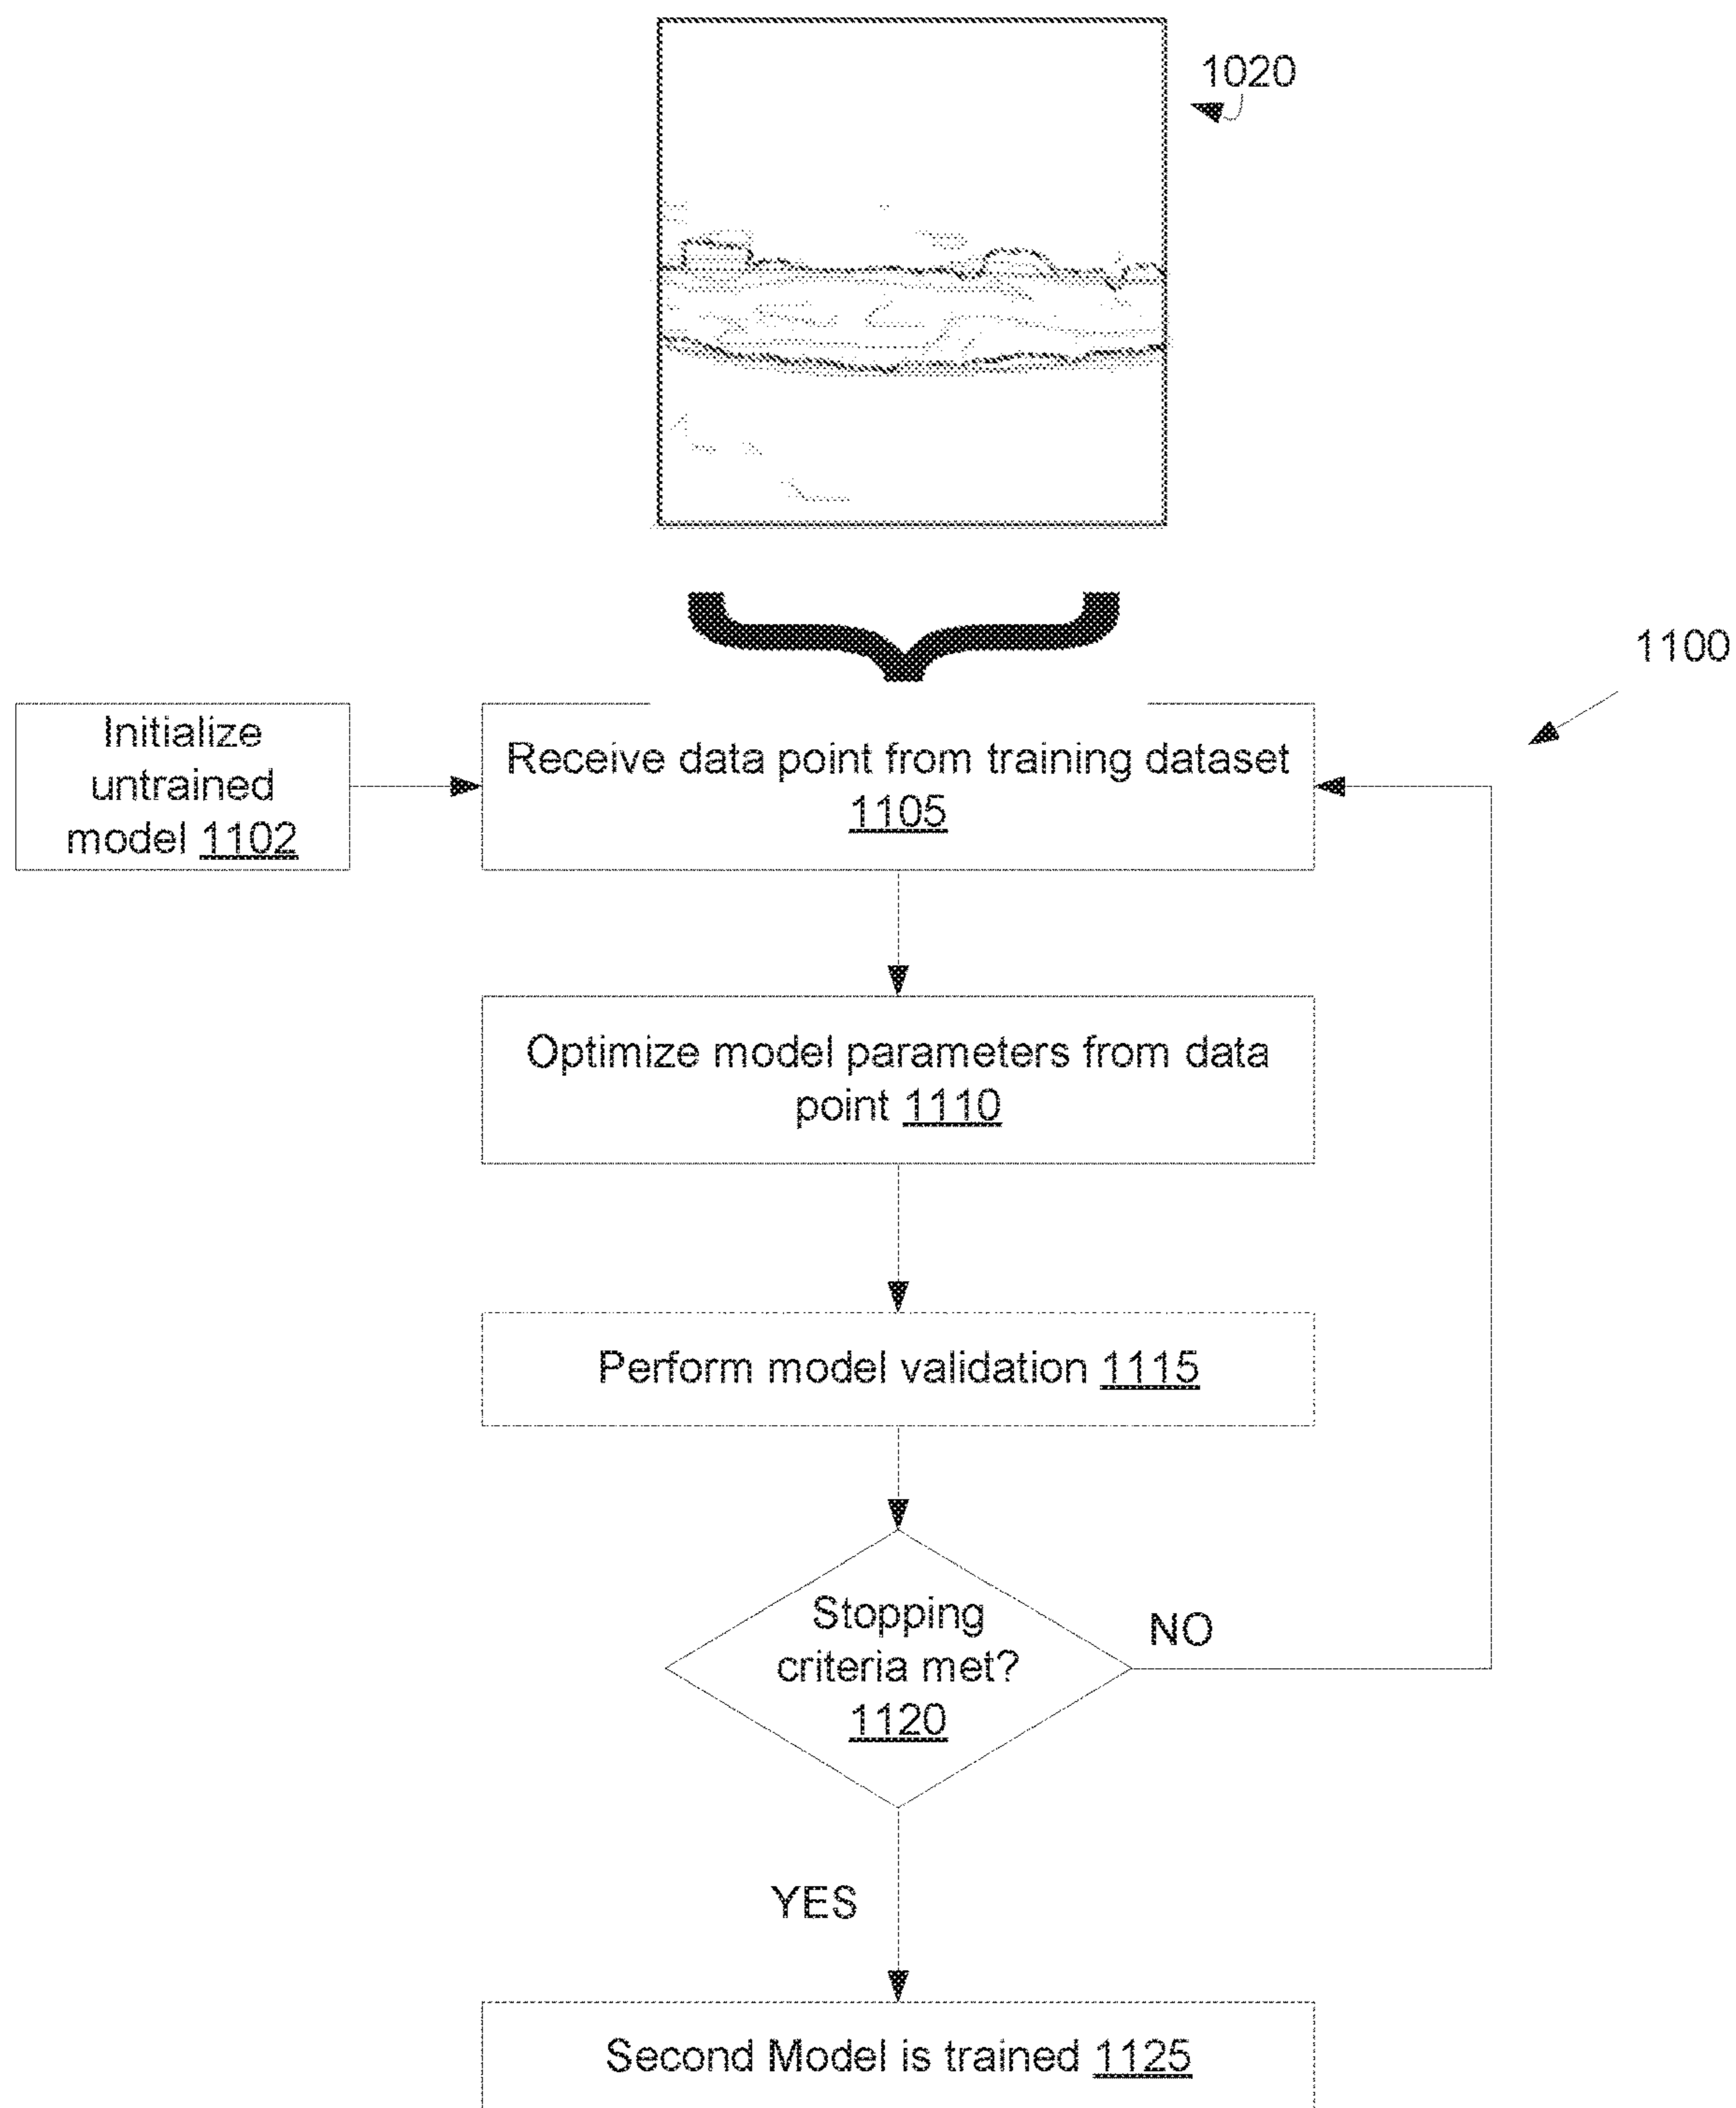 1020
1100
Initialize
untrained
model 1102
Receive data point from training dataset
1105
Optimize model parameters from data
point 1110
Perform model validation 1115
Stopping
criteria met?
1120
NO
YES
Second Model is trained 1125